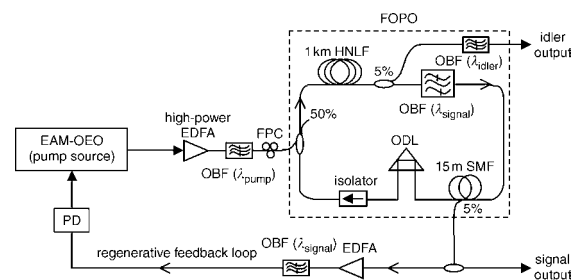 FOPO
1 km HNLF
5%
OBF (λidler)
idler
output
OBF (λsignal)
high-power
EDFA
FPC
50%
EAM-OEO
(pump source)
OBF (λpump)
ODL
isolator
15 m SMF
5%
PD
regenerative feedback loop
OBF (λsignal)
EDFA
signal
output